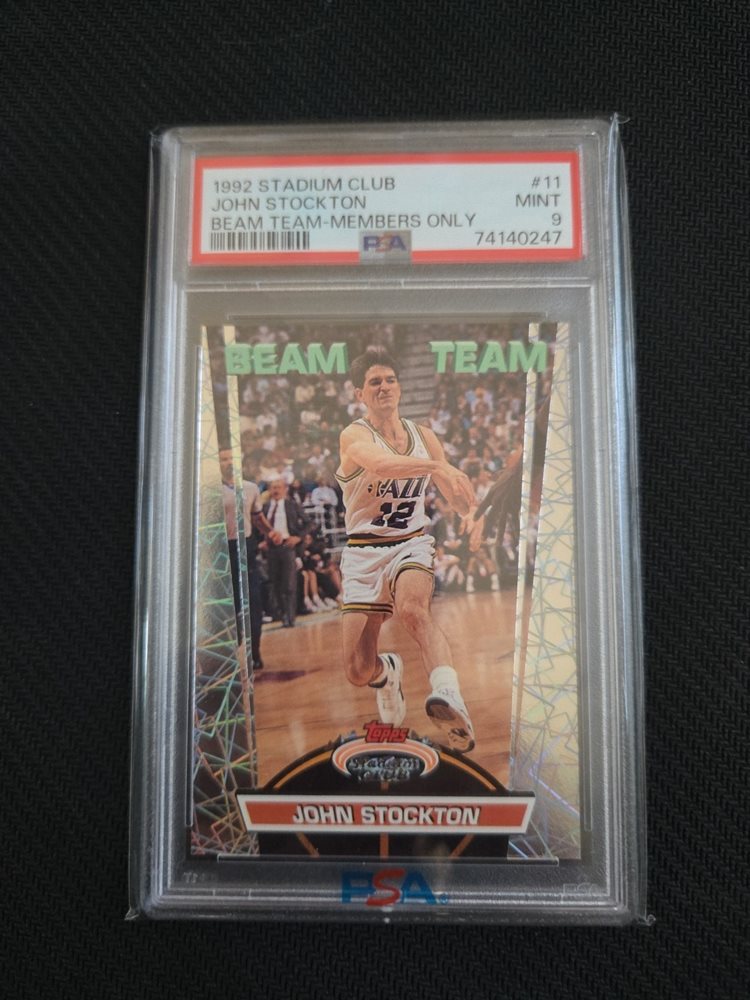 1992 STADIUM CLUB #11
JOHN STOCKTON MINT
BEAM TEAM-MEMBERS ONLY 9
PSA 74140247
BEAM TEAM
JAZZ
12
Topps
Stadium
Club
JOHN STOCKTON
PSA